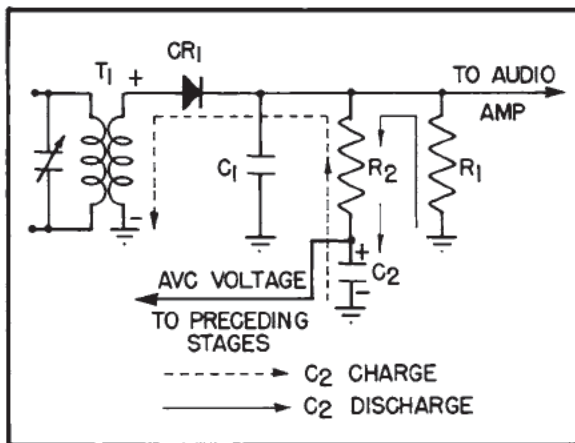 CR1
T1
+
TO AUDIO
AMP
C1
R2
R1
-
+
C2
-
AVC VOLTAGE
TO PRECEDING
STAGES
C2 CHARGE
C2 DISCHARGE